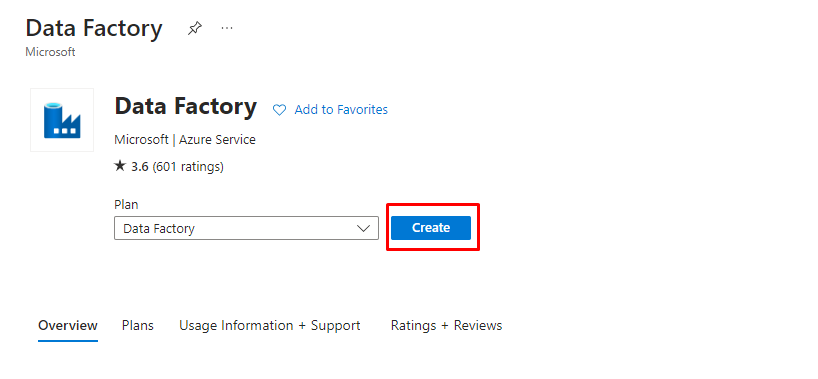 Data Factory ...
Microsoft
Data Factory Add to Favorites
Microsoft | Azure Service
★ 3.6 (601 ratings)
Plan
Data Factory Create
Overview Plans Usage Information + Support Ratings + Reviews